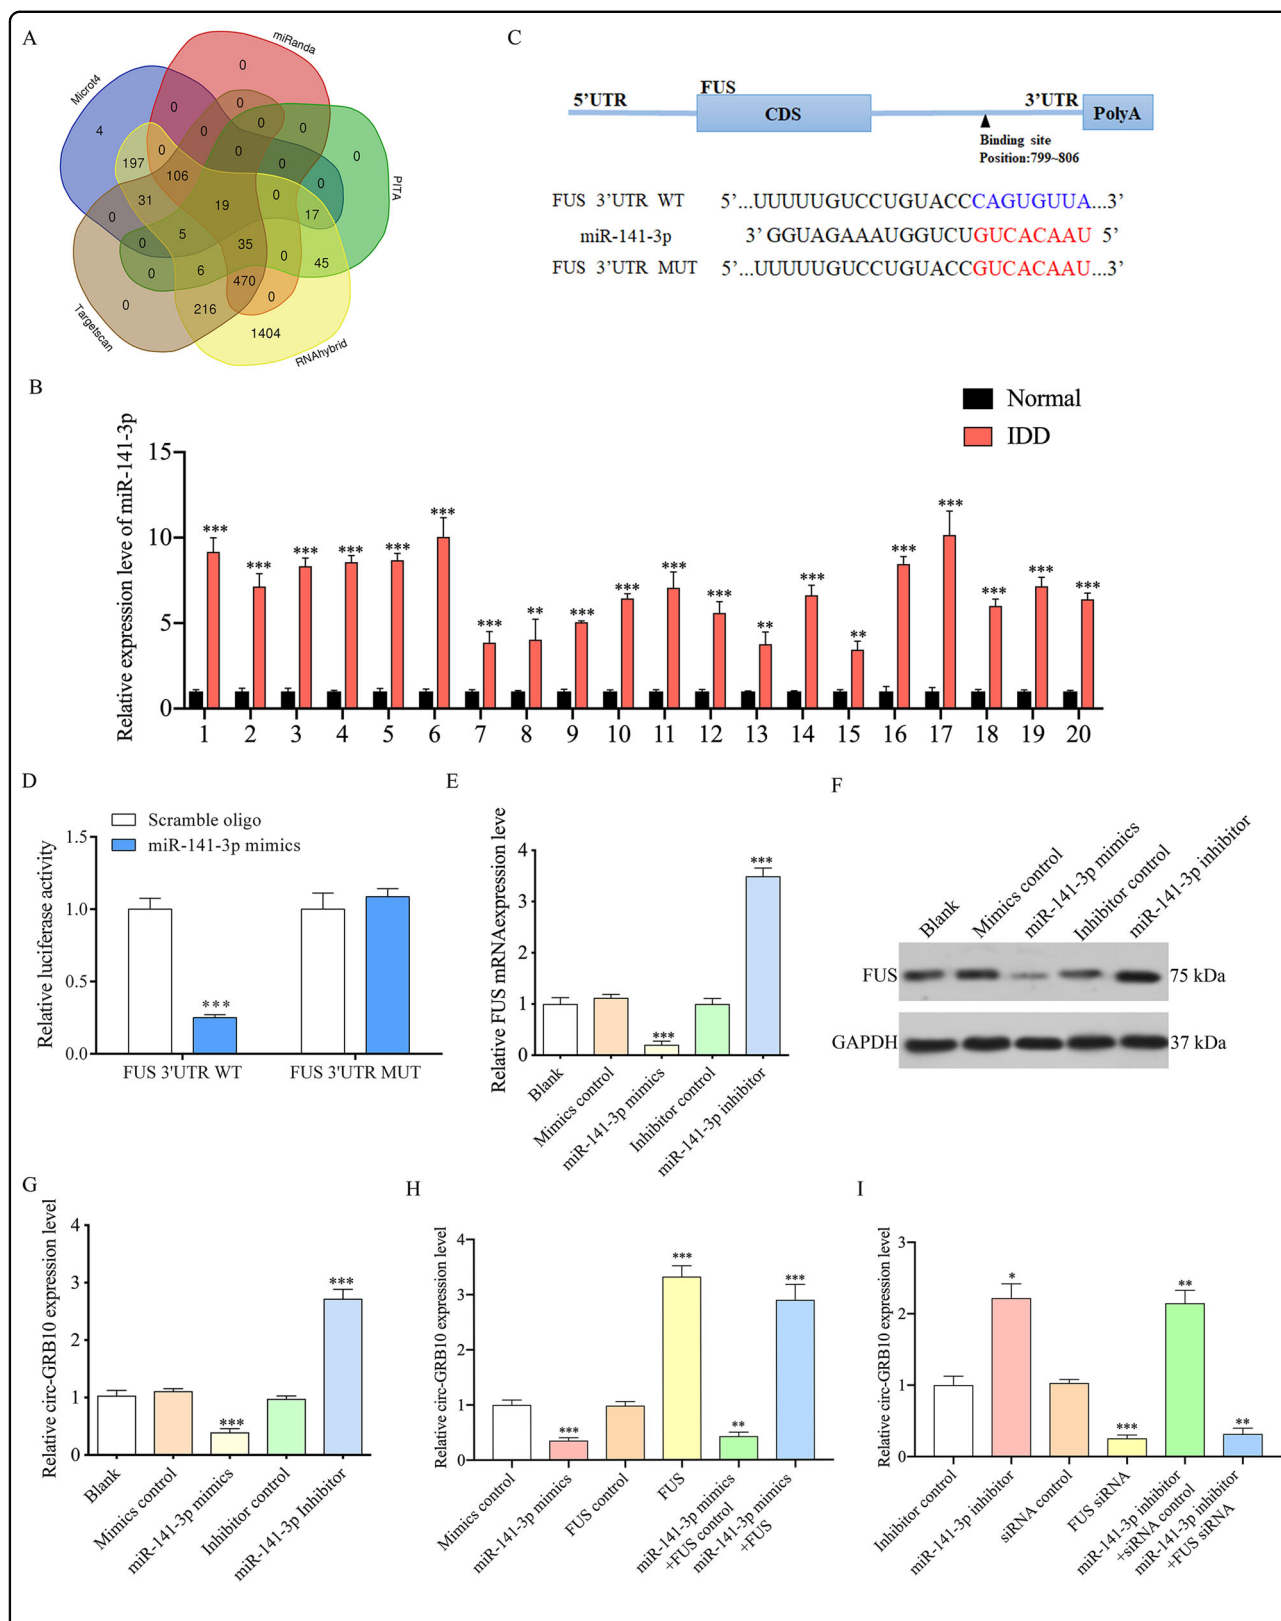 A
miRanda
Microt4
PITA
Targetscan
RNAhybrid
0
0
0
4
0
0
0
0
197
0
0
0
0
106
0
31
19
0
17
0
5
35
0
0
0
6
45
470
0
0
216
1404
C
5'UTR
FUS
CDS
3'UTR
PolyA
Binding site
Position:799~806
FUS 3'UTR WT 5'...UUUUUGUCCUGUACCCAGUGUUA...3'
miR-141-3p 3' GGUAGAAAUGGUCUGUCACAAU 5'
FUS 3'UTR MUT 5'...UUUUUGUCCUGUACCGUCACAAU...3'
B
Normal
IDD
Relative expression leve of miR-141-3p
15
10
5
0
*** *** *** *** *** *** *** ** *** *** *** *** ** *** ** *** *** *** *** ***
1 2 3 4 5 6 7 8 9 10 11 12 13 14 15 16 17 18 19 20
D
Scramble oligo
miR-141-3p mimics
Relative luciferase activity
1.5
1.0
0.5
0.0
***
FUS 3'UTR WT FUS 3'UTR MUT
E
Relative FUS mRNAexpression leve
4
3
2
1
0
***
***
Blank
Mimics control
miR-141-3p mimics
Inhibitor control
miR-141-3p inhibitor
F
Blank
Mimics control
miR-141-3p mimics
Inhibitor control
miR-141-3p inhibitor
FUS 75 kDa
GAPDH 37 kDa
G
Relative circ-GRB10 expression level
4
3
2
1
0
***
***
Blank
Mimics control
miR-141-3p mimics
Inhibitor control
miR-141-3p Inhibitor
H
Relative circ-GRB10 expression level
4
3
2
1
0
***
***
**
***
Mimics control
miR-141-3p mimics
FUS control
FUS
miR-141-3p mimics
+FUS control
miR-141-3p mimics
+FUS
I
Relative circ-GRB10 expression level
3
2
1
0
*
***
**
**
Inhibitor control
miR-141-3p inhibitor
siRNA control
FUS siRNA
miR-141-3p inhibitor
+siRNA control
miR-141-3p inhibitor
+FUS siRNA